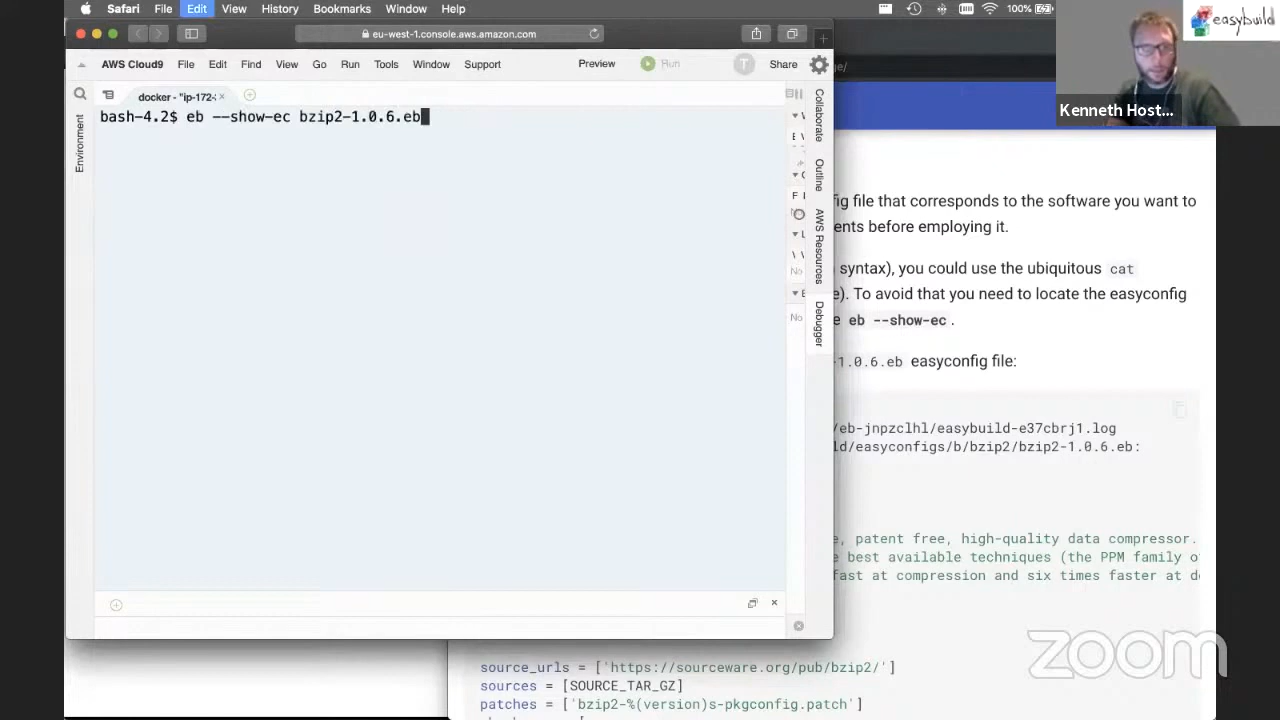 Safari File Edit View History Bookmarks Window Help 100%
eu-west-1.console.aws.amazon.com
easybuild
Kenneth Host...
AWS Cloud9 File Edit Find View Go Run Tools Window Support Preview Run T Share
docker - "ip-172-
bash-4.2$ eb --show-ec bzip2-1.0.6.eb
Environment
Collaborate
Outline
AWS Resources
Debugger
No
No
ig file that corresponds to the software you want to
ents before employing it.
syntax), you could use the ubiquitous cat
e). To avoid that you need to locate the easyconfig
e eb --show-ec.
-1.0.6.eb easyconfig file:
/eb-jnpzclhl/easybuild-e37cbrj1.log
ld/easyconfigs/b/bzip2/bzip2-1.0.6.eb:
e, patent free, high-quality data compressor.
e best available techniques (the PPM family o
fast at compression and six times faster at d
source_urls = ['https://sourceware.org/pub/bzip2/']
sources = [SOURCE_TAR_GZ]
patches = ['bzip2-%(version)s-pkgconfig.patch']
zoom